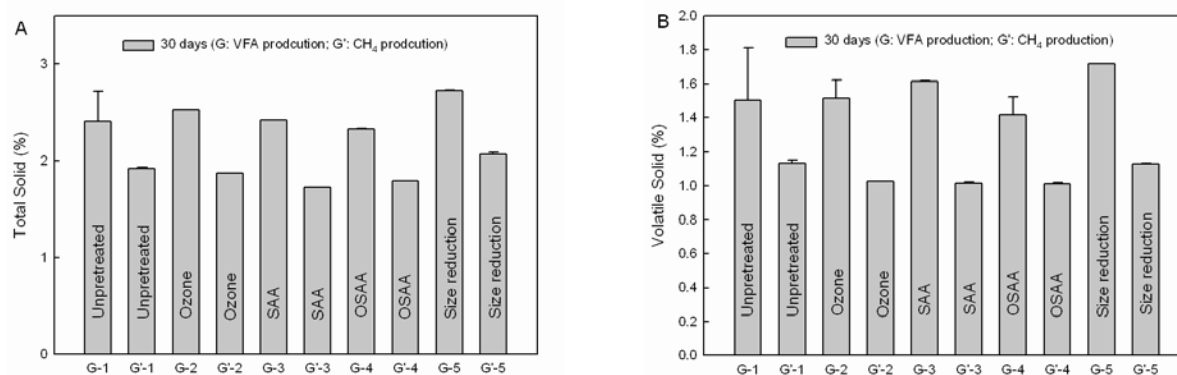 A
30 days (G: VFA prodcution; G': CH₄ prodcution)
Total Solid (%)
3
2
1
0
Unpretreated
Unpretreated
Ozone
Ozone
SAA
SAA
OSAA
OSAA
Size reduction
Size reduction
G-1 G'-1 G-2 G'-2 G-3 G'-3 G-4 G'-4 G-5 G'-5
B
30 days (G: VFA production; G': CH₄ production)
Volatile Solid (%)
2.0
1.8
1.6
1.4
1.2
1.0
0.8
0.6
0.4
0.2
0.0
Unpretreated
Unpretreated
Ozone
Ozone
SAA
SAA
OSAA
OSAA
Size reduction
Size reduction
G-1 G'-1 G-2 G'-2 G-3 G'-3 G-4 G'-4 G-5 G'-5